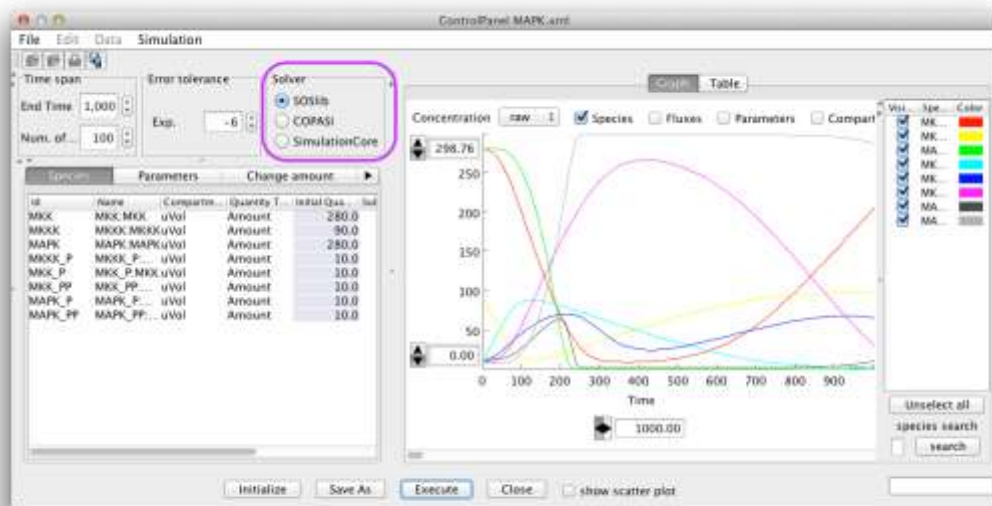 ControlPanel MAPK.xml
File Edit Data Simulation
Time span
End Time 1,000
Num. of... 100
Error tolerance
Exp. -6
Solver
SOSlib
COPASI
SimulationCore
Species Parameters Change amount
Id Name Compartm... Quantity T... Initial Qua...
MKK MKK:MKK uVol Amount 280.0
MKKK MKKK:MKKK uVol Amount 90.0
MAPK MAPK:MAPK uVol Amount 280.0
MKKK_P MKKK_P:... uVol Amount 10.0
MKK_P MKK_P:MKK uVol Amount 10.0
MKK_PP MKK_PP:... uVol Amount 10.0
MAPK_P MAPK_P:... uVol Amount 10.0
MAPK_PP MAPK_PP:... uVol Amount 10.0
Graph Table
Concentration raw Species Fluxes Parameters Compart
298.76
250
200
150
100
50
0.00
0 100 200 300 400 500 600 700 800 900
Time
1000.00
Visi... Spe... Color
MK...
MK...
MA...
MK...
MK...
MK...
MA...
MA...
Unselect all
species search
search
Initialize Save As Execute Close show scatter plot